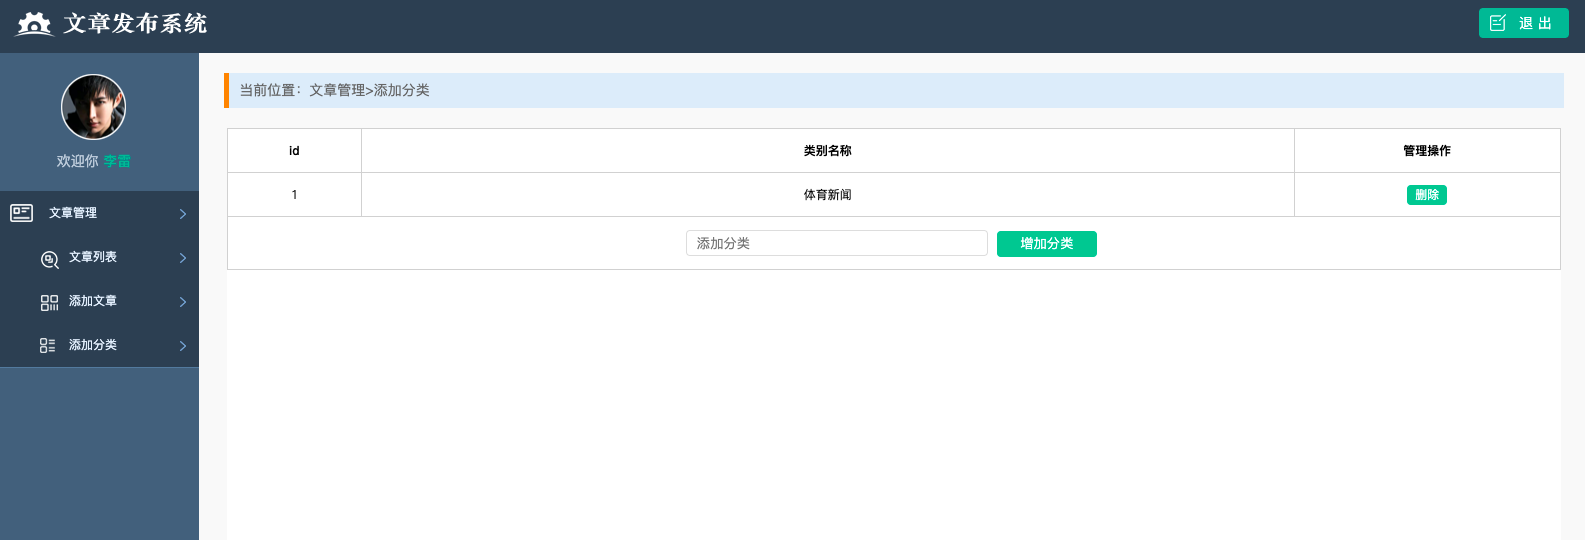 文章发布系统
退 出
欢迎你 李雷
文章管理
文章列表
添加文章
添加分类
当前位置：文章管理>添加分类
id 类别名称 管理操作
1 体育新闻 删除
添加分类 增加分类